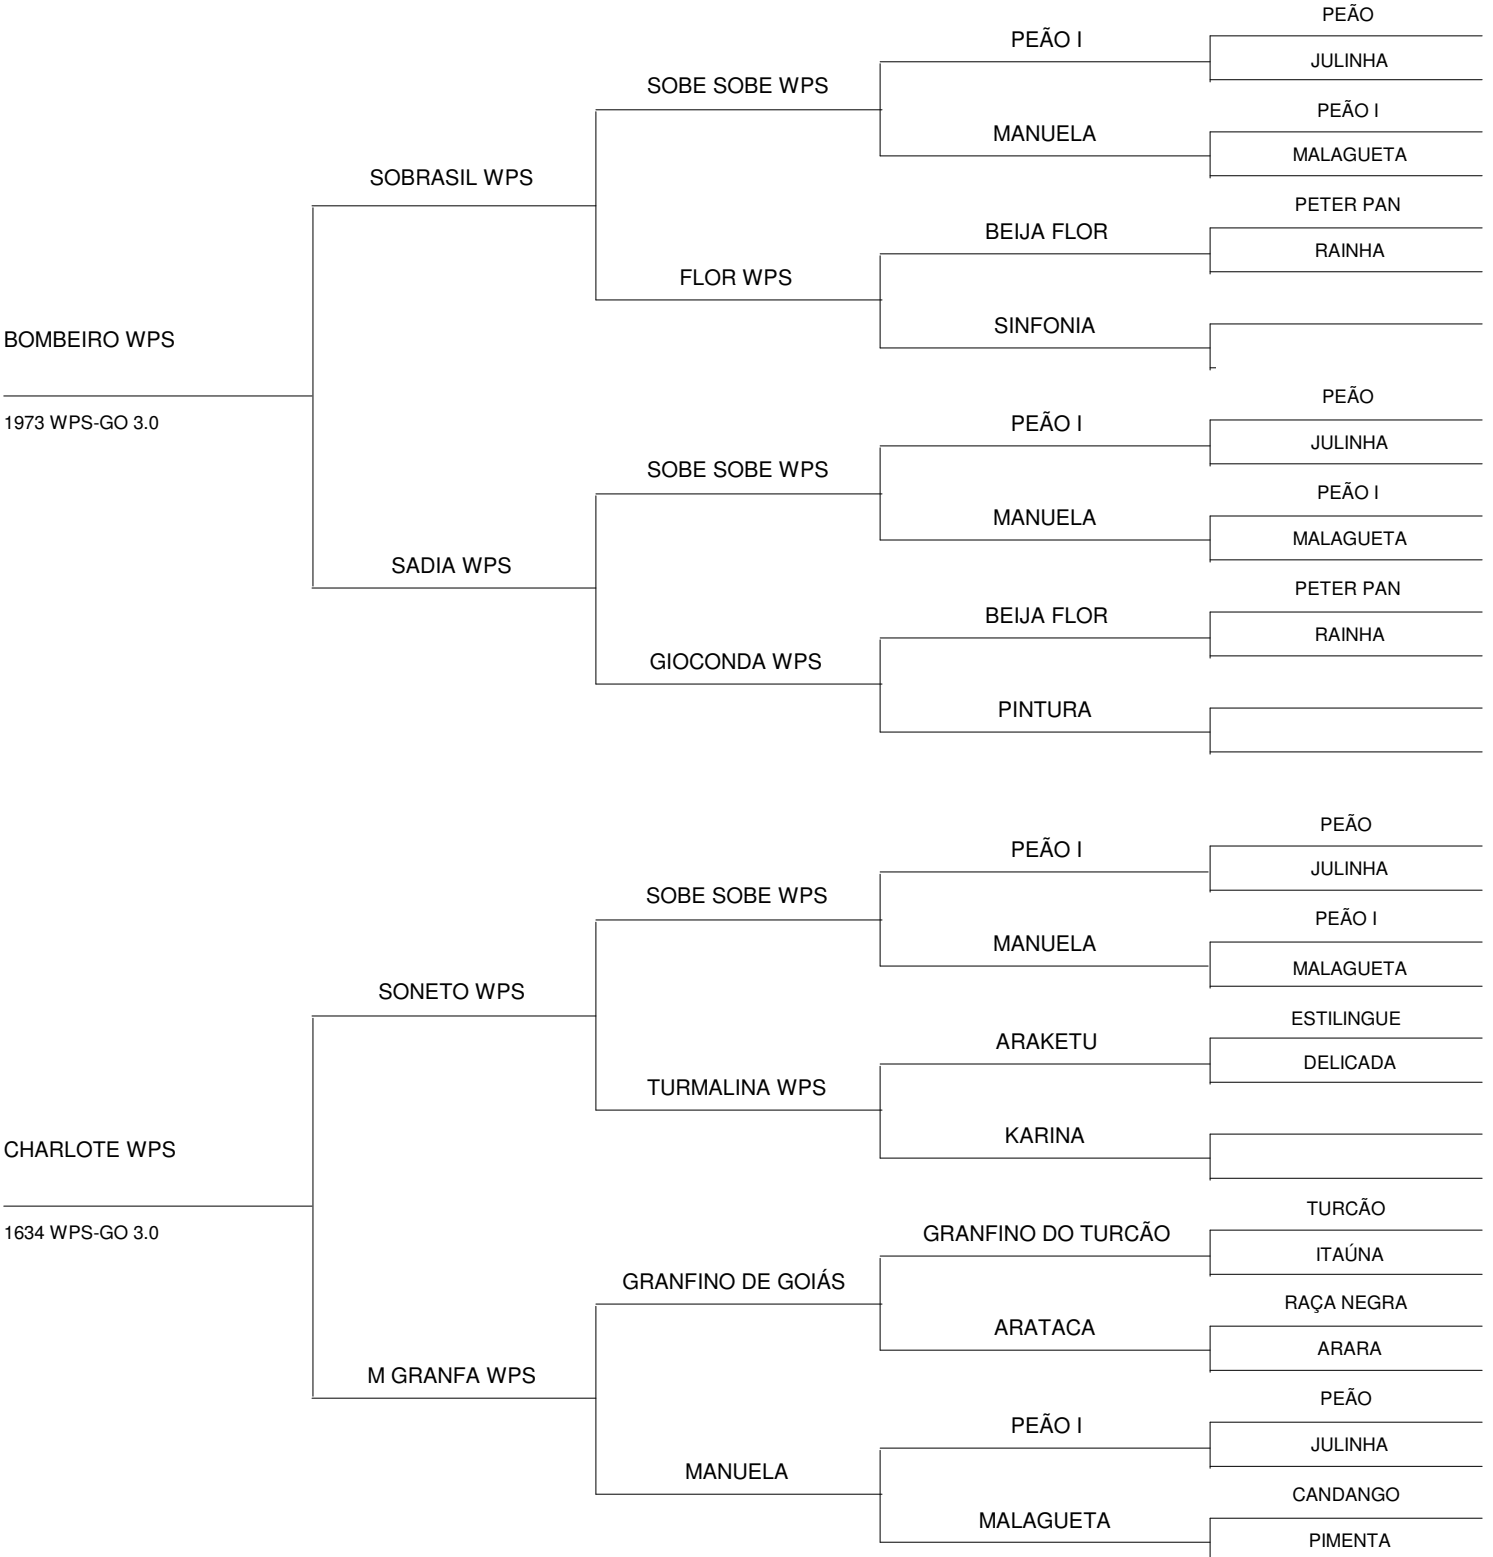 PEÃO
PEÃO I
JULINHA
SOBE SOBE WPS
PEÃO I
MANUELA
MALAGUETA
SOBRASIL WPS
PETER PAN
BEIJA FLOR
RAINHA
FLOR WPS
SINFONIA
BOMBEIRO WPS
PEÃO
1973 WPS-GO 3.0
PEÃO I
JULINHA
SOBE SOBE WPS
PEÃO I
MANUELA
MALAGUETA
SADIA WPS
PETER PAN
BEIJA FLOR
RAINHA
GIOCONDA WPS
PINTURA
PEÃO
PEÃO I
JULINHA
SOBE SOBE WPS
PEÃO I
MANUELA
MALAGUETA
SONETO WPS
ESTILINGUE
ARAKETU
DELICADA
TURMALINA WPS
KARINA
CHARLOTE WPS
TURCÃO
1634 WPS-GO 3.0
GRANFINO DO TURCÃO
ITAÚNA
GRANFINO DE GOIÁS
RAÇA NEGRA
ARATACA
ARARA
M GRANFA WPS
PEÃO
PEÃO I
JULINHA
MANUELA
CANDANGO
MALAGUETA
PIMENTA